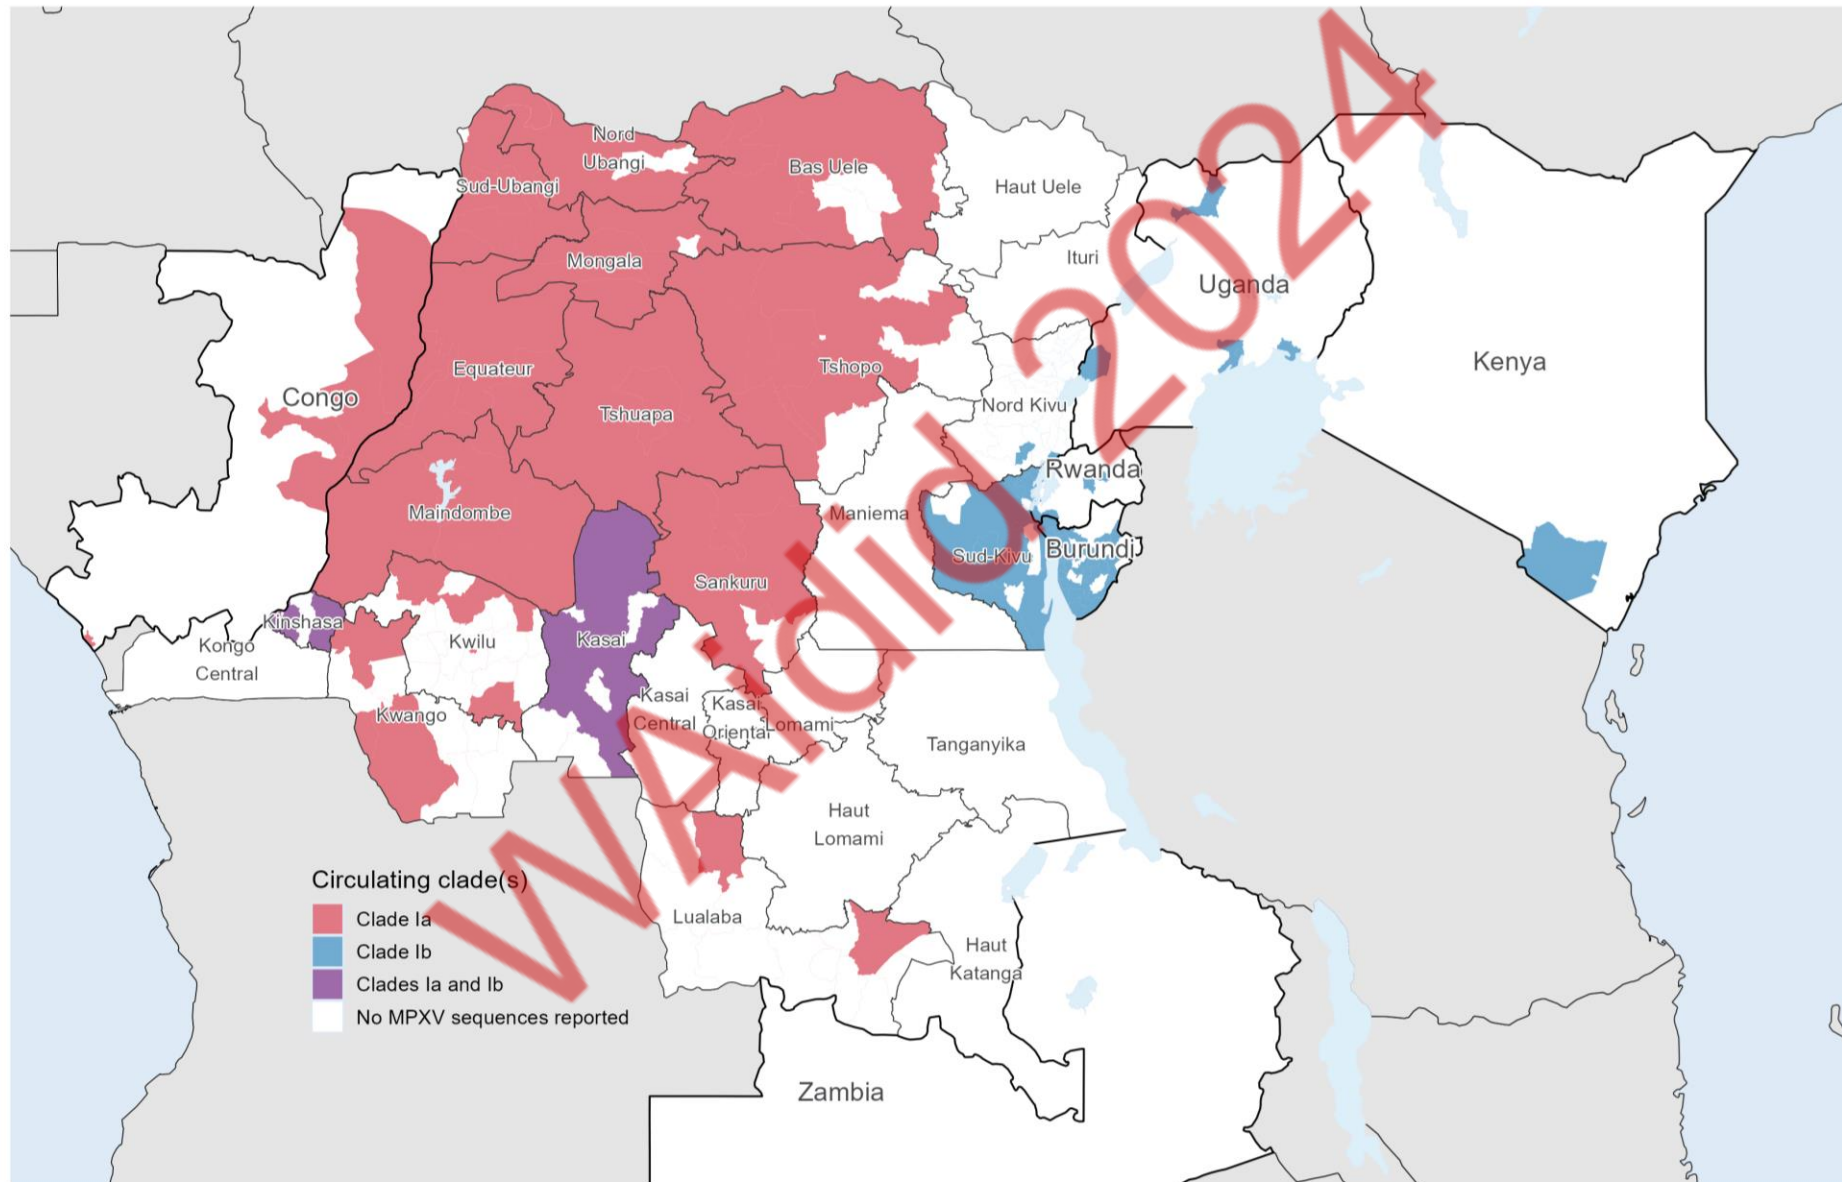 Nord
Ubangi
Bas Uele
Sud-Ubangi
Haut Uele
Mongala
Ituri
Uganda
Kenya
Equateur
Tshopo
Congo
Tshuapa
Nord Kivu
Rwanda
Maindombe
Maniema
Sud-Kivu
Burundi
Sankuru
Kinshasa
Kongo
Central
Kwilu
Kasai
Kasai
Central
Kasai
Oriental
Lomami
Kwango
Tanganyika
Haut
Lomami
Lualaba
Haut
Katanga
Zambia
Circulating clade(s)
Clade Ia
Clade Ib
Clades Ia and Ib
No MPXV sequences reported
WAidid 2024